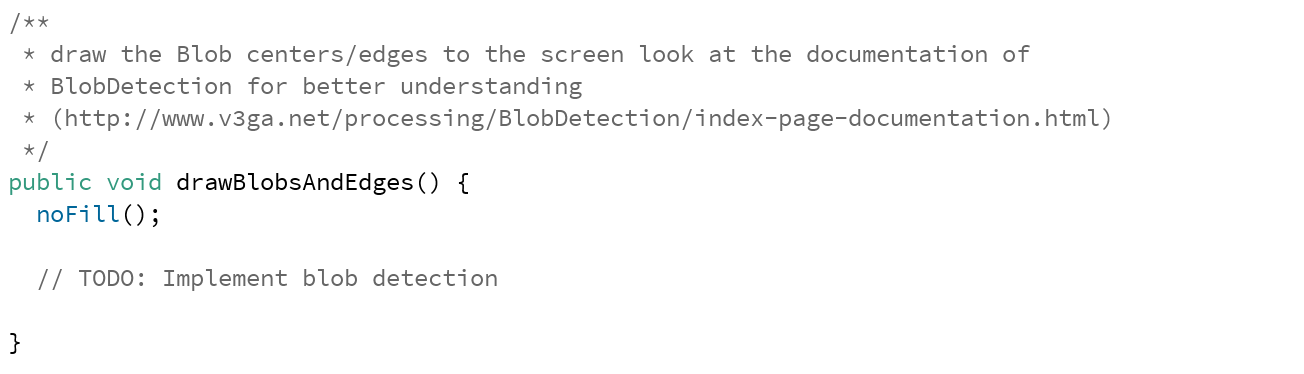 /**
 * draw the Blob centers/edges to the screen look at the documentation of
 * BlobDetection for better understanding
 * (http://www.v3ga.net/processing/BlobDetection/index-page-documentation.html)
 */
public void drawBlobsAndEdges() {
  noFill();

  // TODO: Implement blob detection

}